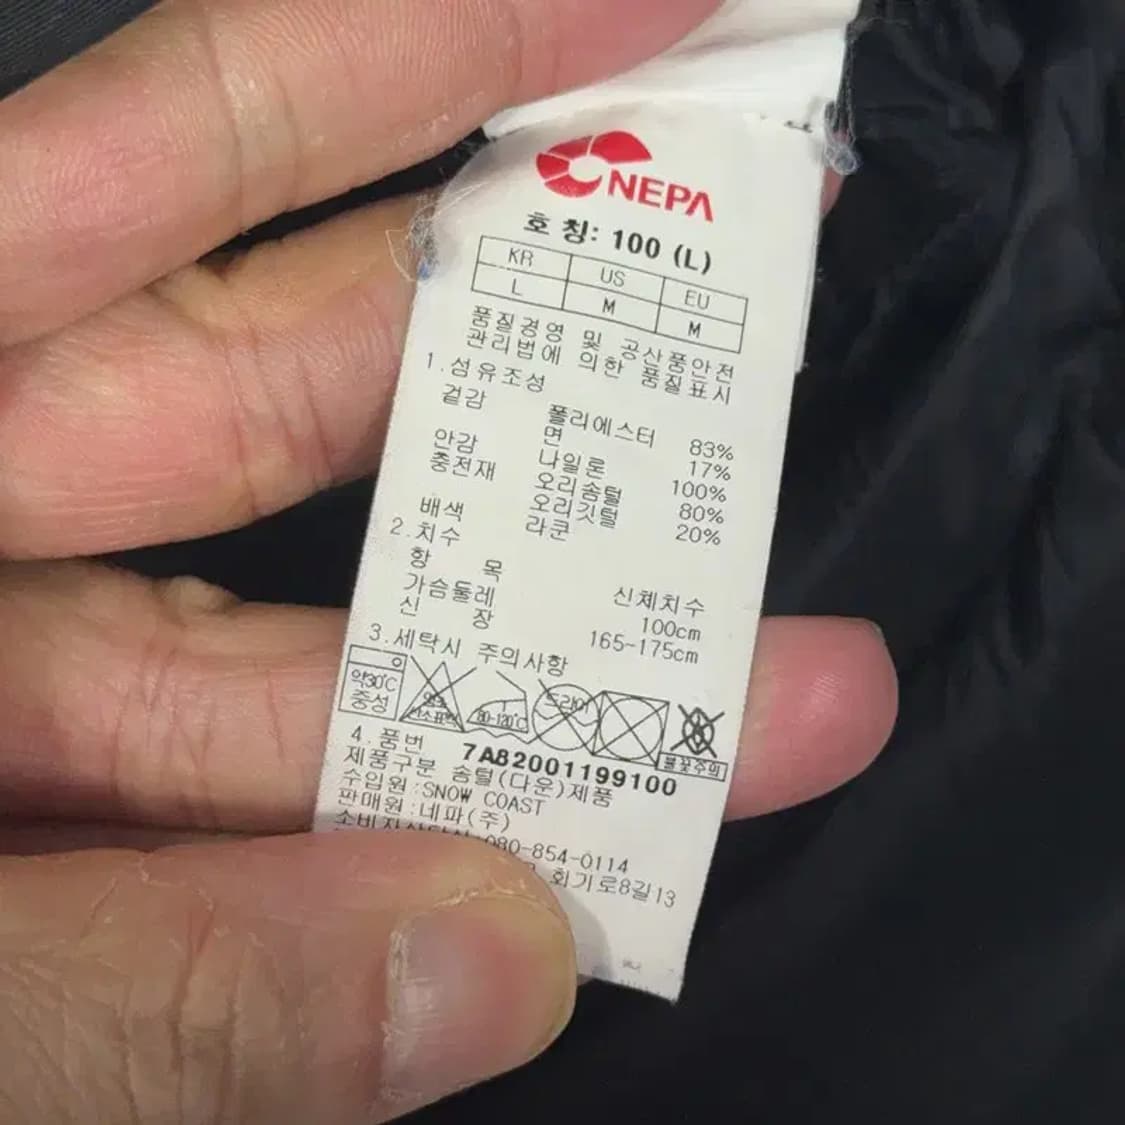 NEPA
호 칭: 100 (L)
KR US EU
L M M
품질경영 및 공산품안전
관리법에 의한 품질표시
1.섬유조성
겉감 폴리에스터 83%
면 17%
안감 나일론 100%
충전재 오리솜털 80%
오리깃털 20%
배색 라쿤
2.치수
항 목 신체치수
가슴둘레 100cm
신 장 165-175cm
3.세탁시 주의사항
약30℃ 중성 염소표백 80-120℃ 드라이
불꽃주의
4.품번 7A82001199100
제품구분 솜털(다운)제품
수입원:SNOW COAST
판매원:네파(주)
080-854-0114
회기로8길13